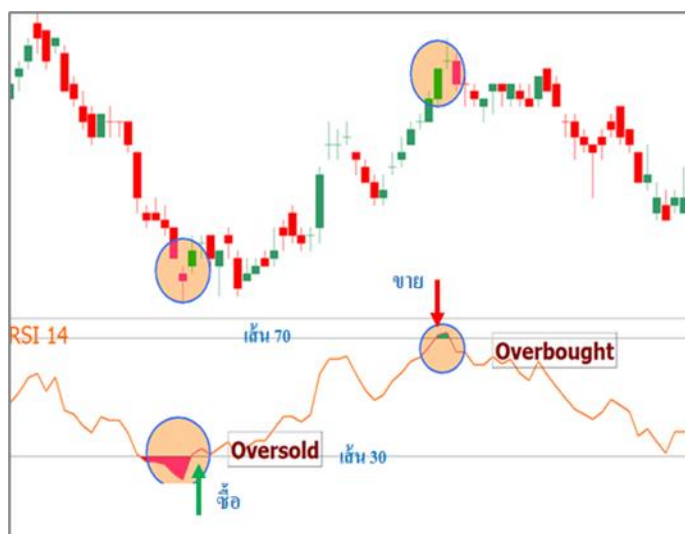 ขาย
RSI 14
เส้น 70
Overbought
Oversold
เส้น 30
ซื้อ